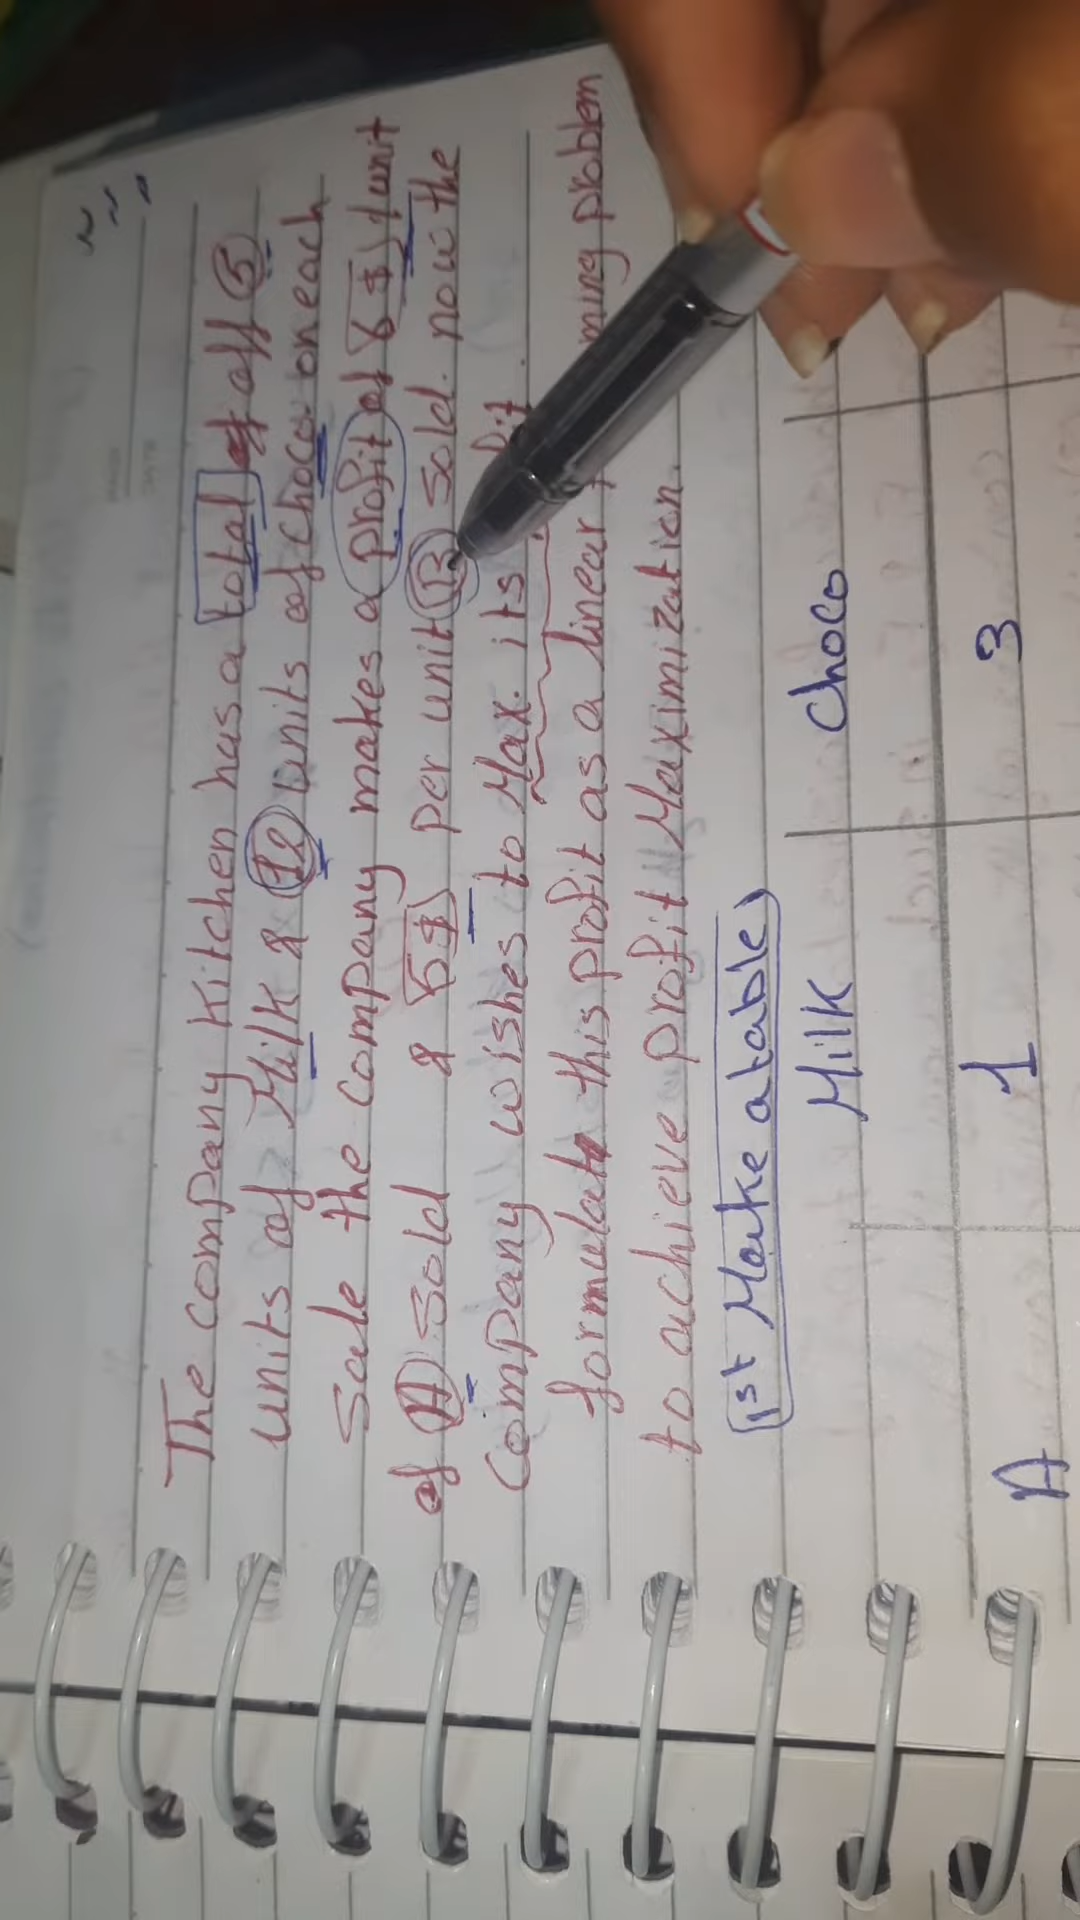 The company Kitchen has a total of 5
units of Milk & 12 units of choco. on each
Sale the company makes a profit of 6$/unit
of A sold & 5$ per unit B sold. now the
Company wishes to Max. its
formulate this profit as a linear ming problem
to achieve profit Maximization.
1st Make a table
Milk Choco
A 1 3